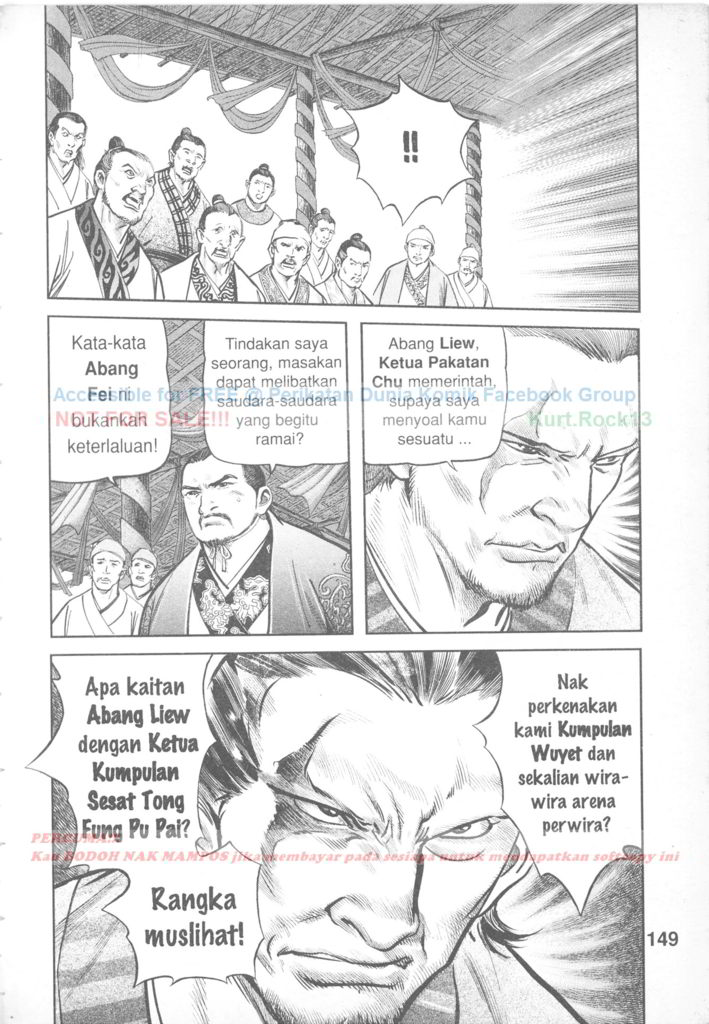 !!
Kata-kata
Abang
Fei ni
bukankan
keterlaluan!
Tindakan saya
seorang, masakan
dapat melibatkan
saudara-saudara
yang begitu
ramai?
Abang Liew,
Ketua Pakatan
Chu memerintah,
supaya saya
menyoal kamu
sesuatu ...
Accessible for FREE @ Perikatan Dunia Komik Facebook Group
NOT FOR SALE!!!
Kurt.Rock13
Apa kaitan
Abang Liew
dengan Ketua
Kumpulan
Sesat Tong
Fung Pu Pai?
Nak
perkenakan
kami Kumpulan
Wuyet dan
sekalian wira-
wira arena
perwira?
PERCUMA!!
Kau BODOH NAK MAMPOS jika membayar pada sesiapa untuk mendapatkan softcopy ini
Rangka
muslihat!
149